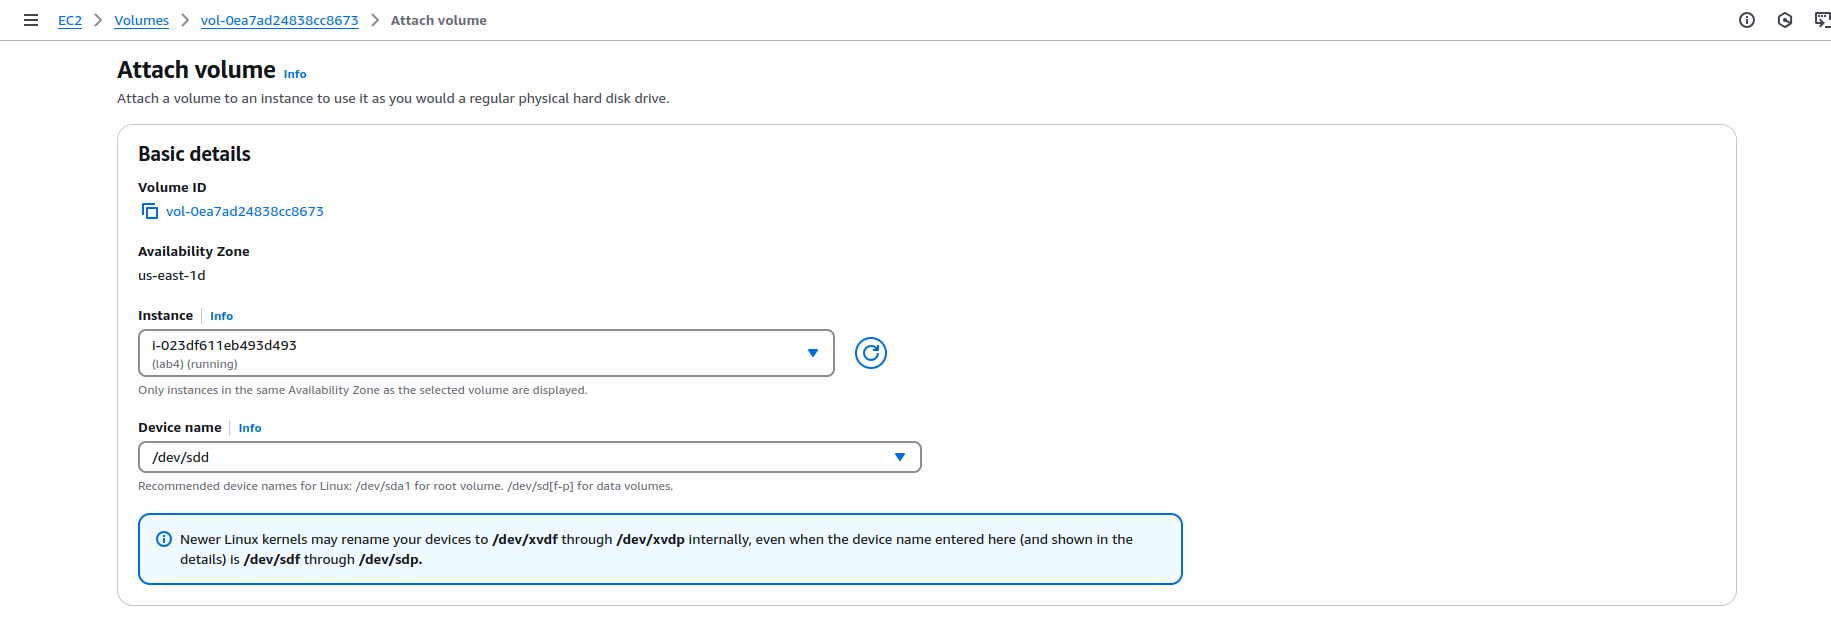 EC2 > Volumes > vol-0ea7ad24838cc8673 > Attach volume
Attach volume Info
Attach a volume to an instance to use it as you would a regular physical hard disk drive.
Basic details
Volume ID
vol-0ea7ad24838cc8673
Availability Zone
us-east-1d
Instance | Info
i-023df611eb493d493
(lab4) (running)
Only instances in the same Availability Zone as the selected volume are displayed.
Device name | Info
/dev/sdd
Recommended device names for Linux: /dev/sda1 for root volume. /dev/sd[f-p] for data volumes.
Newer Linux kernels may rename your devices to /dev/xvdf through /dev/xvdp internally, even when the device name entered here (and shown in the
details) is /dev/sdf through /dev/sdp.